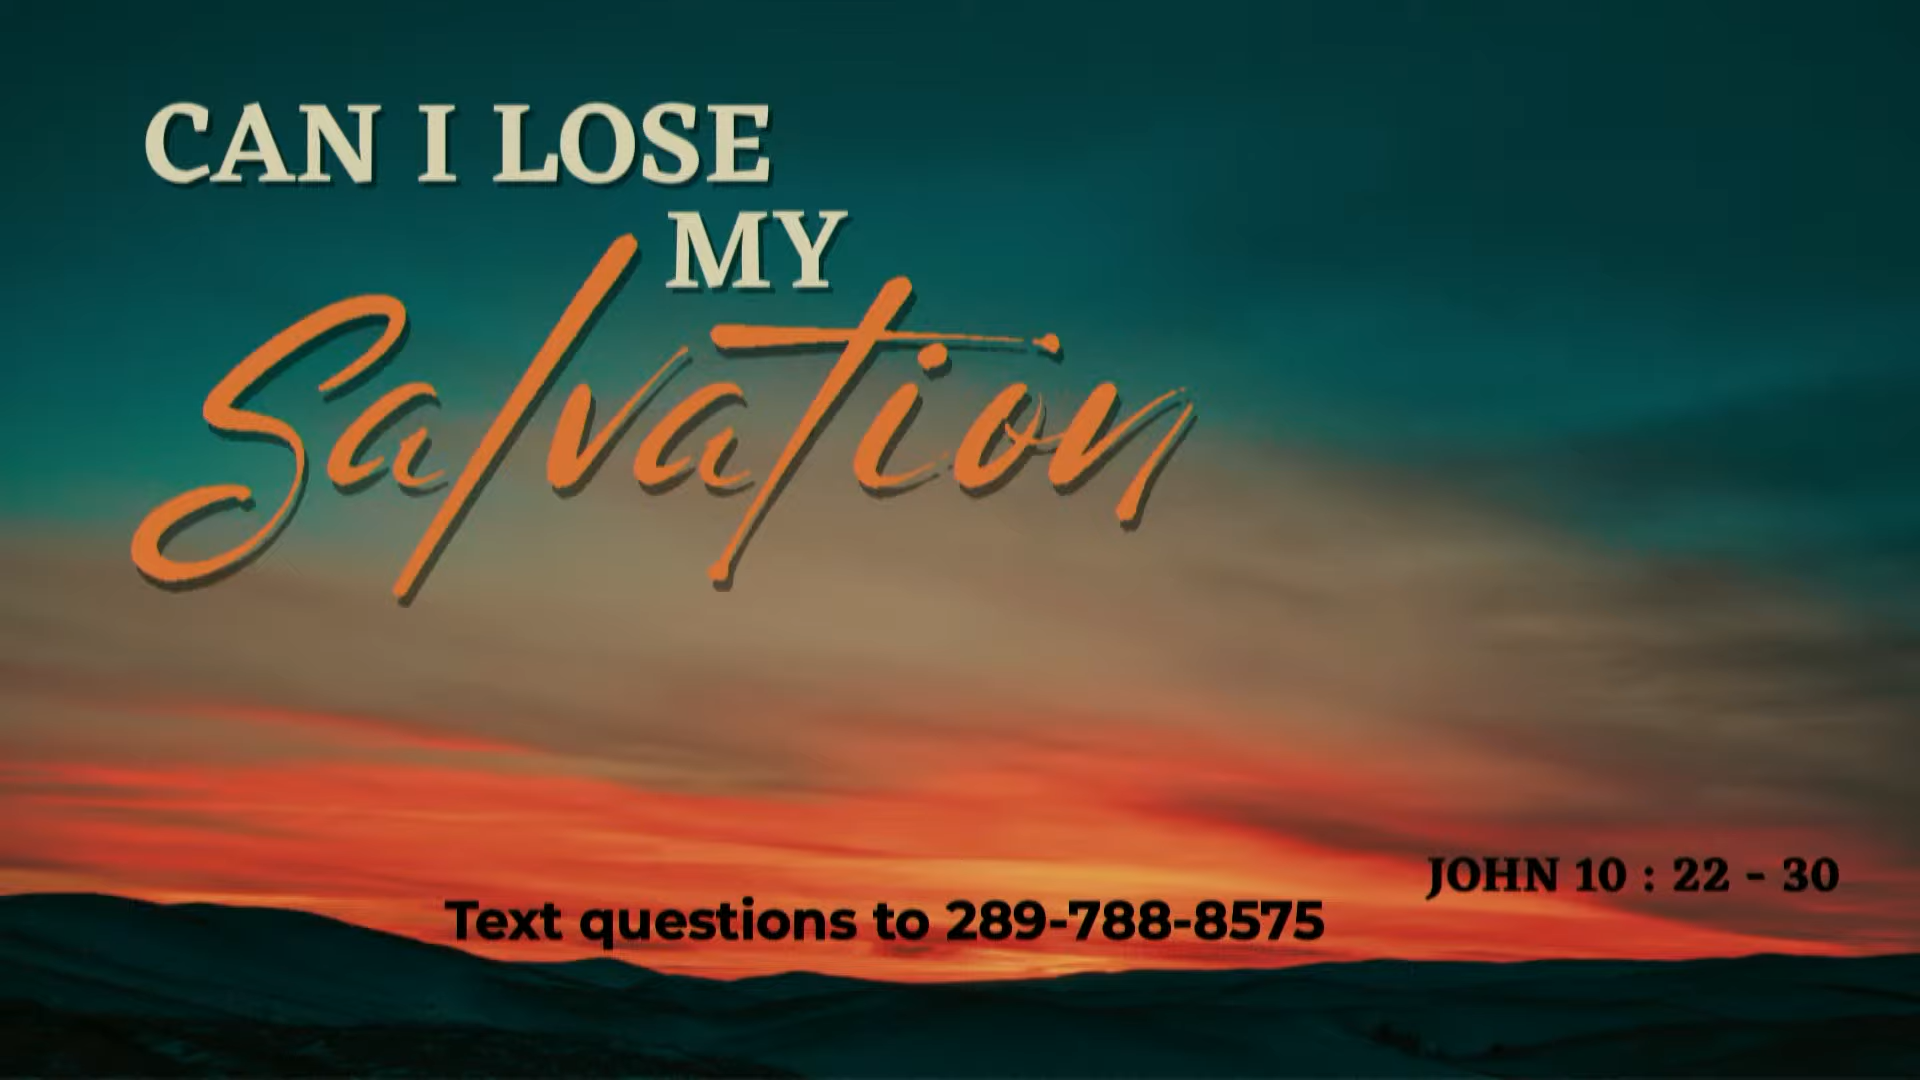 CAN I LOSE
MY
Salvation
JOHN 10 : 22 - 30
Text questions to 289-788-8575